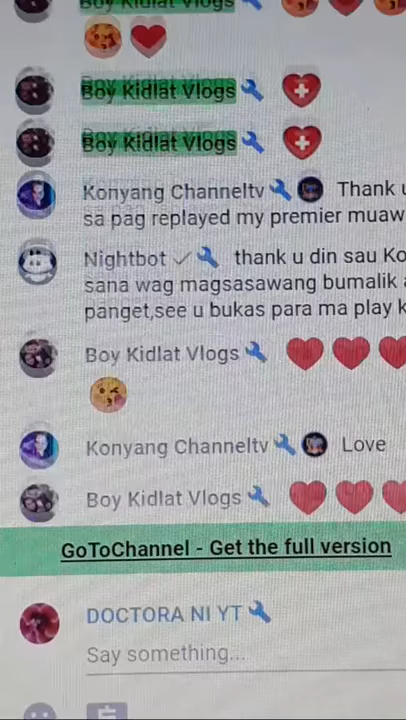 Boy Kidlat Vlogs
Boy Kidlat Vlogs
Boy Kidlat Vlogs
Konyang Channeltv Thank u
sa pag replayed my premier muaw
Nightbot thank u din sau Ko
sana wag magsasawang bumalik
panget,see u bukas para ma play k
Boy Kidlat Vlogs
Konyang Channeltv Love
Boy Kidlat Vlogs
GoToChannel - Get the full version
DOCTORA NI YT
Say something...